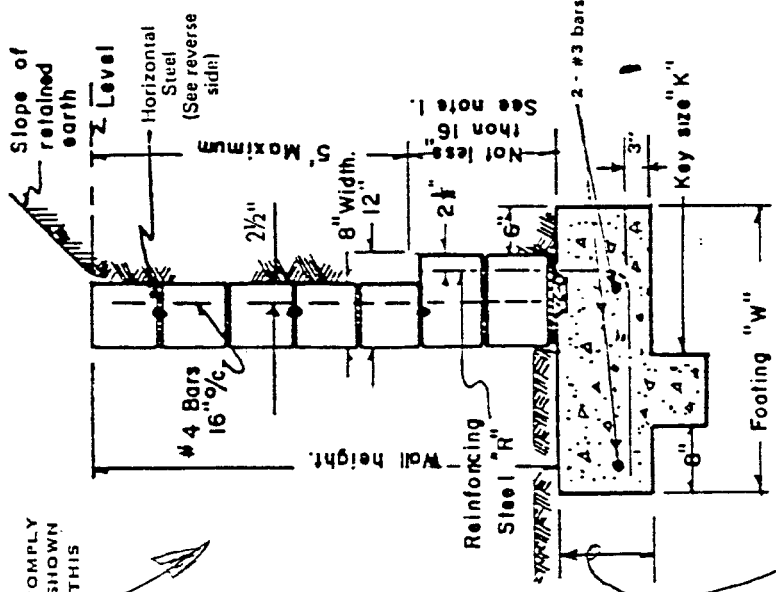 OMPLY
SHOWN
THIS
Slope of
retained
earth
Level
Horizontal
Steel
(See reverse
side)
5' Maximum
Not less
than 16"
See note 1.
2½"
8" Width.
12"
6"
#4 Bars
16" o/c
Wall height.
Reinforcing
Steel "R"
2 - #3 bars
3"
Key size "K"
8"
Footing "W"